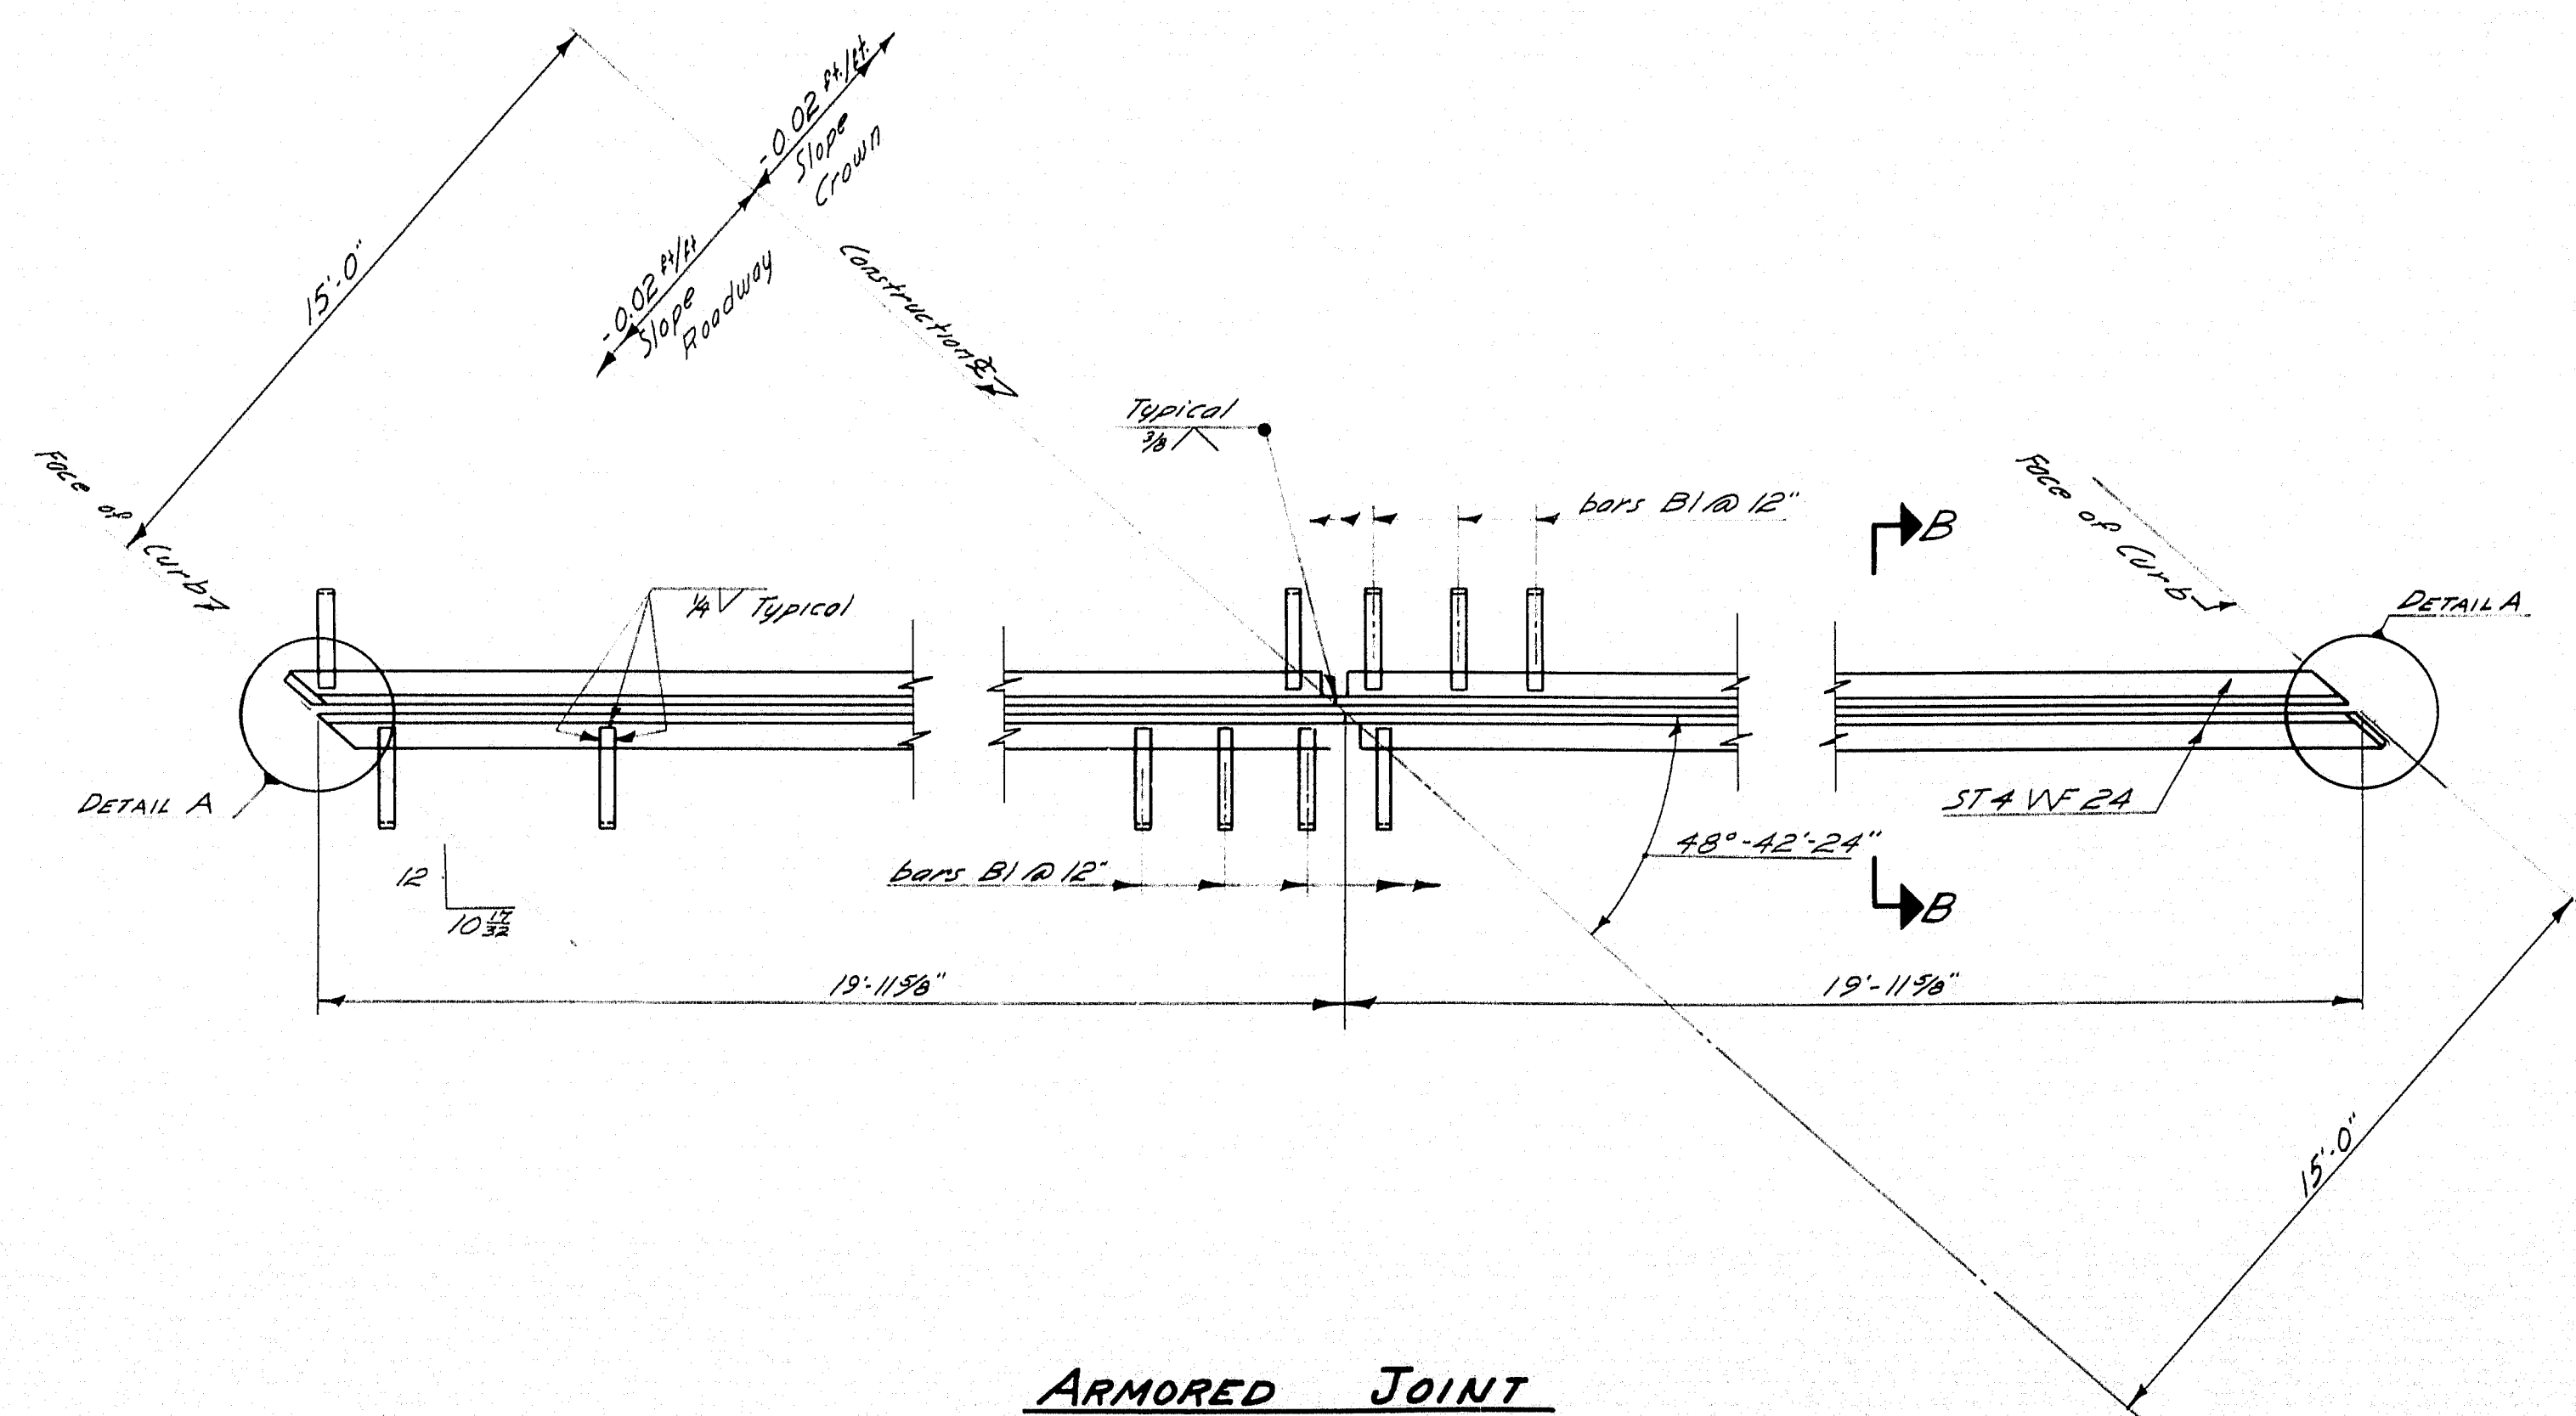 15'-0"
-0.02 ft./ft.
Slope
Crown
-0.02 ft/ft
Slope
Roadway
Construction ℄
Typical
3/8
Face of Curb
Face of Curb
bars B1 @ 12"
B
DETAIL A
1/4 Typical
DETAIL A
ST 4 WF 24
48°-42'-24"
12
10 17/32
bars B1 @ 12"
B
19'-11 5/8"
19'-11 5/8"
15'-0"
ARMORED JOINT